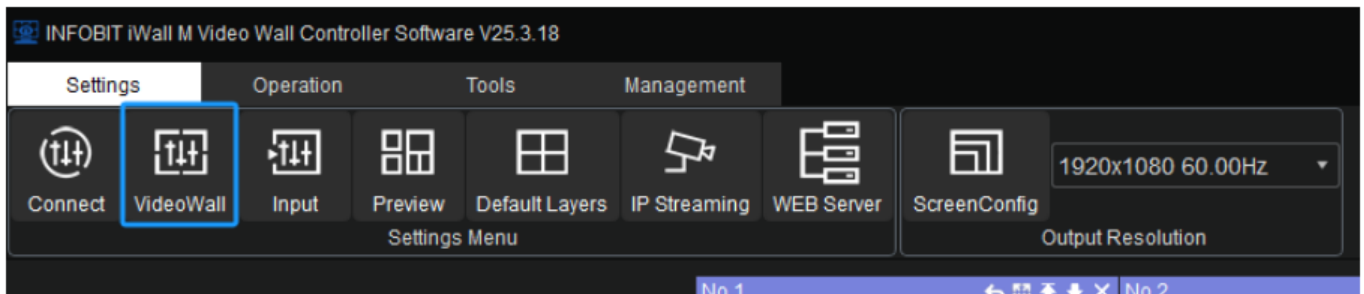 INFOBIT iWall M Video Wall Controller Software V25.3.18
Settings Operation Tools Management
Connect VideoWall Input Preview Default Layers IP Streaming WEB Server ScreenConfig 1920x1080 60.00Hz
Settings Menu Output Resolution
No.1 No.2